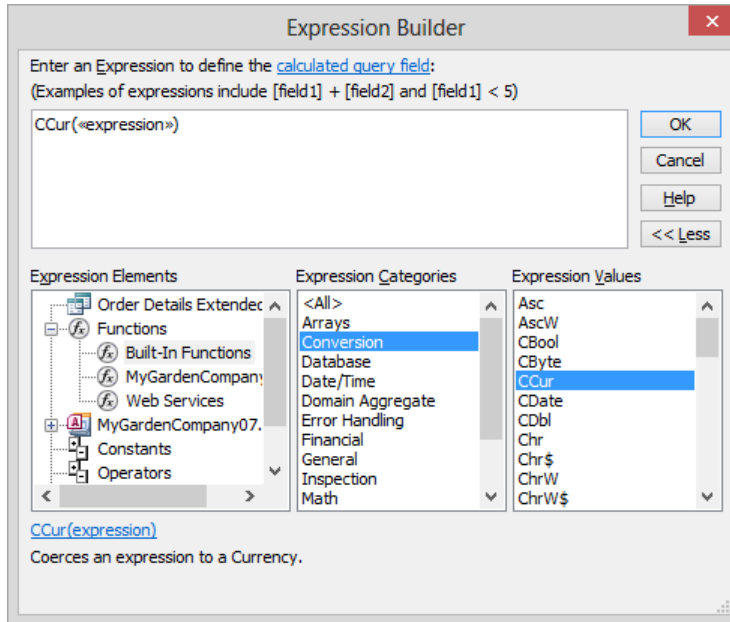 Expression Builder
Enter an Expression to define the calculated query field:
(Examples of expressions include [field1] + [field2] and [field1] < 5)
CCur(«expression»)
OK
Cancel
Help
<< Less
Expression Elements
Order Details Extended
Functions
Built-In Functions
MyGardenCompany
Web Services
MyGardenCompany07.
Constants
Operators
Expression Categories
<All>
Arrays
Conversion
Database
Date/Time
Domain Aggregate
Error Handling
Financial
General
Inspection
Math
Expression Values
Asc
AscW
CBool
CByte
CCur
CDate
CDbl
Chr
Chr$
ChrW
ChrW$
CCur(expression)
Coerces an expression to a Currency.